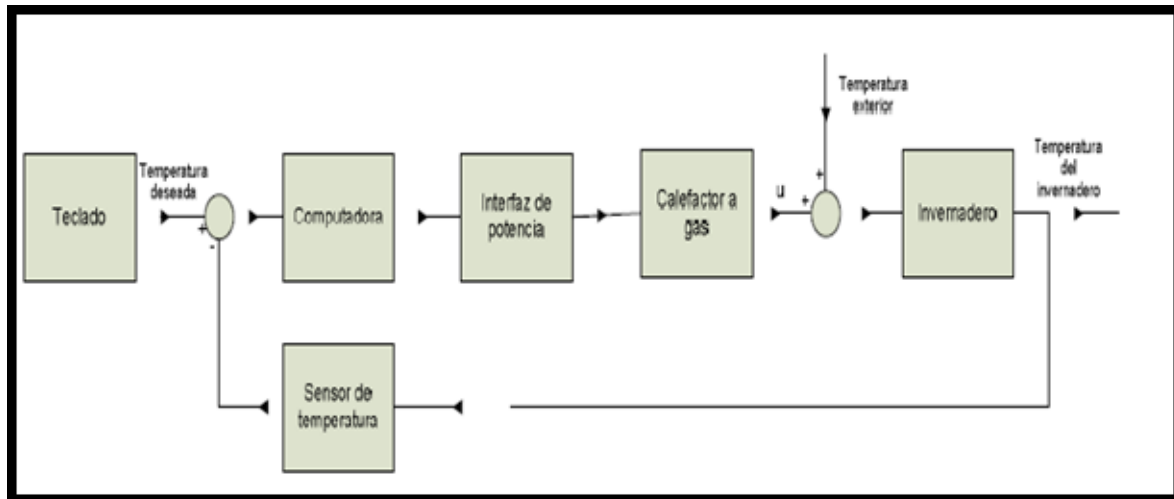 Temperatura
exterior
Teclado
Temperatura
deseada
+
-
Computadora
Interfaz de
potencia
Calefactor a
gas
u
+
+
Invernadero
Temperatura
del
invernadero
Sensor de
temperatura